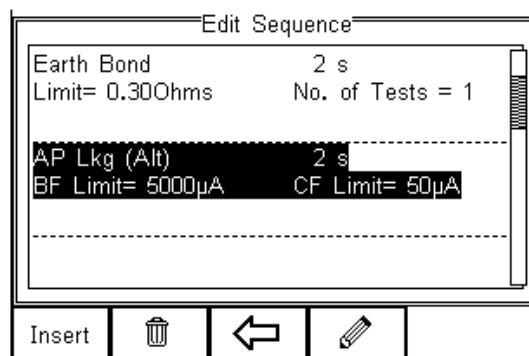 Edit Sequence
Earth Bond 2 s
Limit= 0.30Ohms No. of Tests = 1
AP Lkg (Alt) 2 s
BF Limit= 5000µA CF Limit= 50µA
Insert